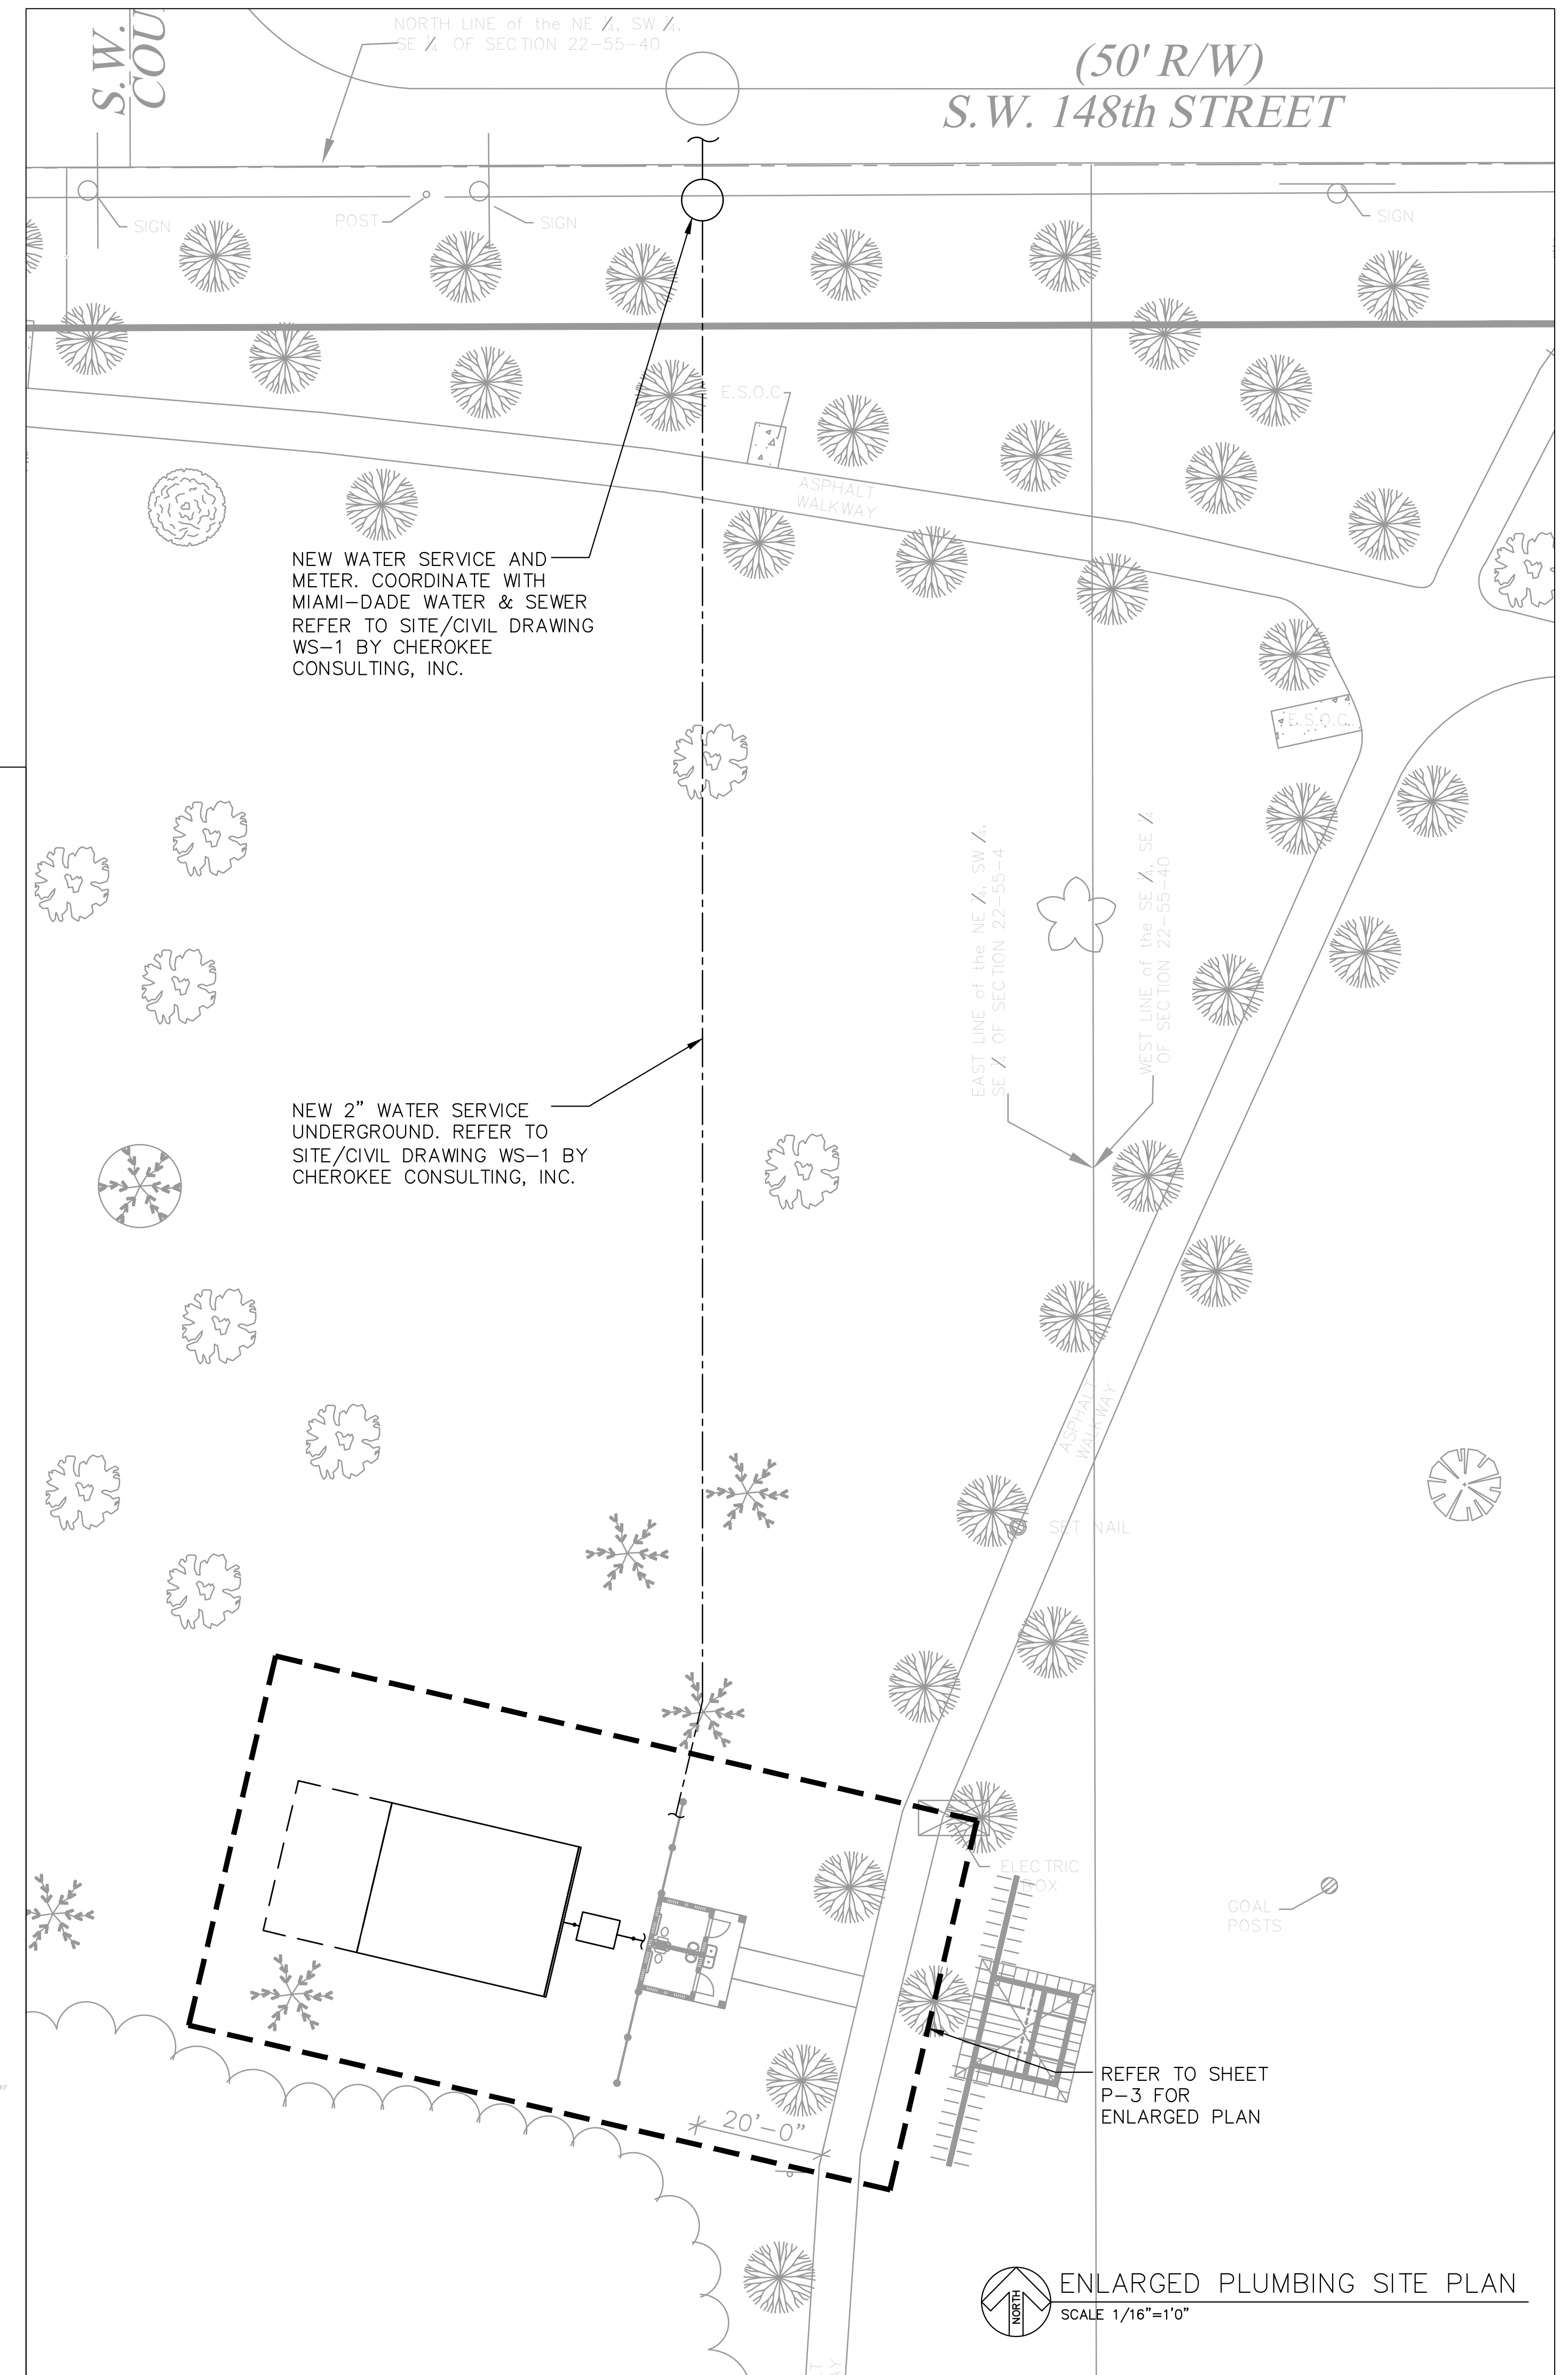 S.W.
COU
NORTH LINE of the NE ¼, SW ¼,
SE ¼ OF SECTION 22-55-40
(50' R/W)
S.W. 148th STREET
SIGN
POST
SIGN
SIGN
E.S.O.C.
ASPHALT
WALKWAY
NEW WATER SERVICE AND
METER. COORDINATE WITH
MIAMI-DADE WATER & SEWER
REFER TO SITE/CIVIL DRAWING
WS-1 BY CHEROKEE
CONSULTING, INC.
E.S.O.C.
EAST LINE of the NE ¼, SW ¼,
SE ¼ OF SECTION 22-55-4
WEST LINE of the SE ¼, SE ¼
OF SECTION 22-55-40
NEW 2" WATER SERVICE
UNDERGROUND. REFER TO
SITE/CIVIL DRAWING WS-1 BY
CHEROKEE CONSULTING, INC.
ASPHALT
WALKWAY
SET NAIL
ELECTRIC
BOX
GOAL
POSTS
REFER TO SHEET
P-3 FOR
ENLARGED PLAN
20'-0"
NORTH
ENLARGED PLUMBING SITE PLAN
SCALE 1/16"=1'0"